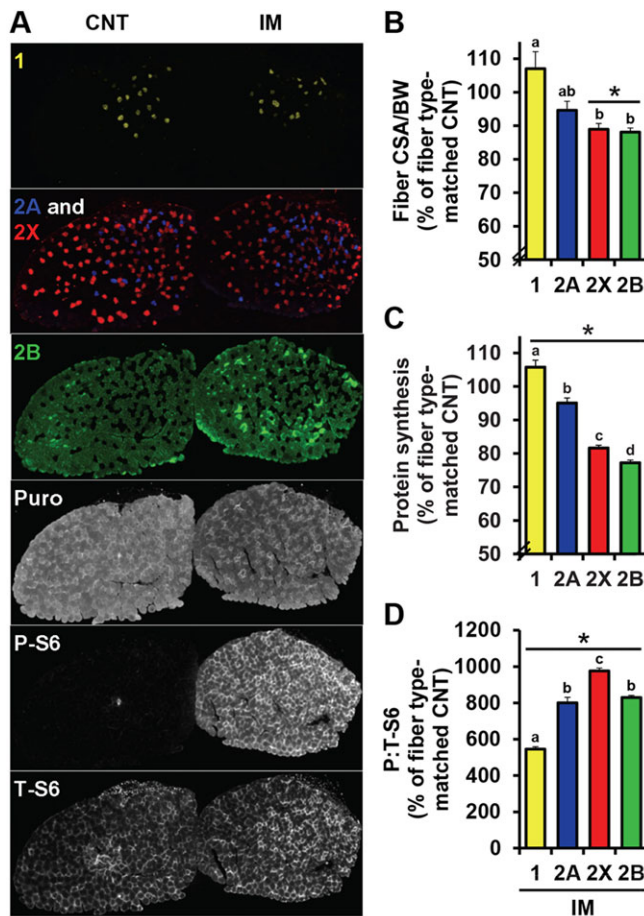 A
CNT IM
1
2A and
2X
2B
Puro
P-S6
T-S6
B
Fiber CSA/BW
(% of fiber type-
matched CNT)
110
100
90
80
70
60
50
a
ab
*
b
b
1 2A 2X 2B
C
Protein synthesis
(% of fiber type-
matched CNT)
110
100
90
80
70
60
50
*
a
b
c
d
1 2A 2X 2B
D
P:T-S6
(% of fiber type-
matched CNT)
1200
1000
800
600
400
200
0
*
a
b
c
b
1 2A 2X 2B
IM